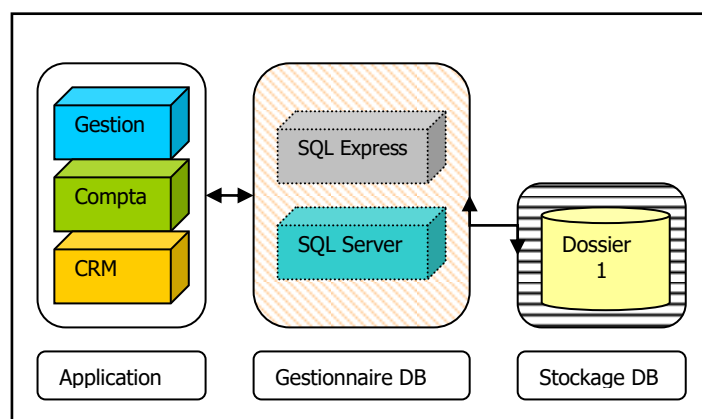 Gestion
Compta
CRM
SQL Express
SQL Server
Dossier
1
Application
Gestionnaire DB
Stockage DB